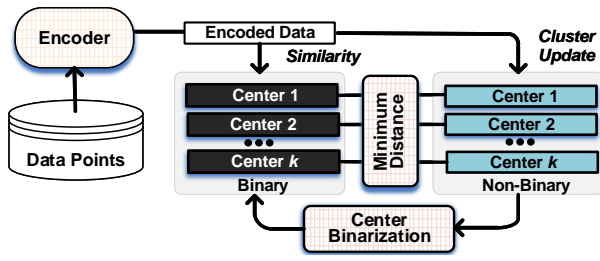 Encoder
Encoded Data
Similarity
Cluster
Update
Data Points
Center 1
Center 2
•••
Center k
Binary
Minimum
Distance
Center 1
Center 2
•••
Center k
Non-Binary
Center
Binarization